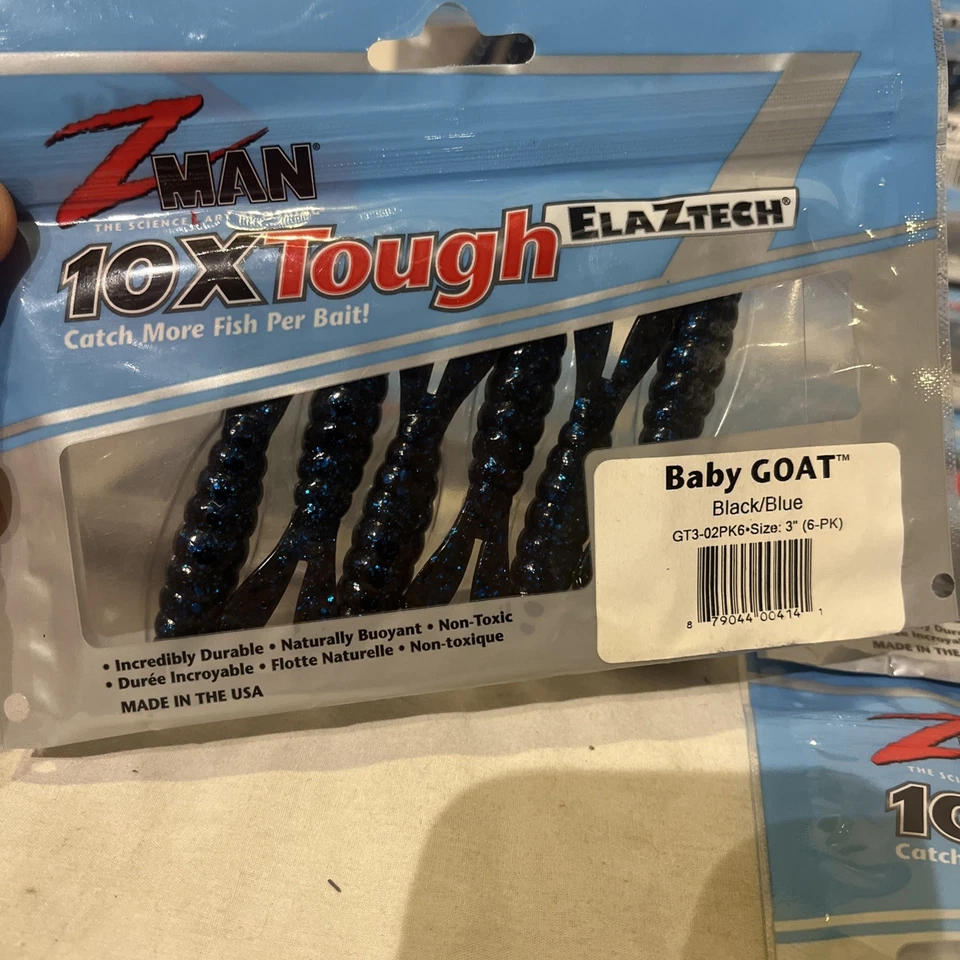 ZMAN®
THE SCIENCE
10X Tough ELAZTECH®
Catch More Fish Per Bait!
Baby GOAT™
Black/Blue
GT3-02PK6•Size: 3" (6-PK)
8 79044 00414 1
• Incredibly Durable • Naturally Buoyant • Non-Toxic
• Durée Incroyable • Flotte Naturelle • Non-toxique
MADE IN THE USA
MADE IN THE
Z
THE SCI
10
Catch